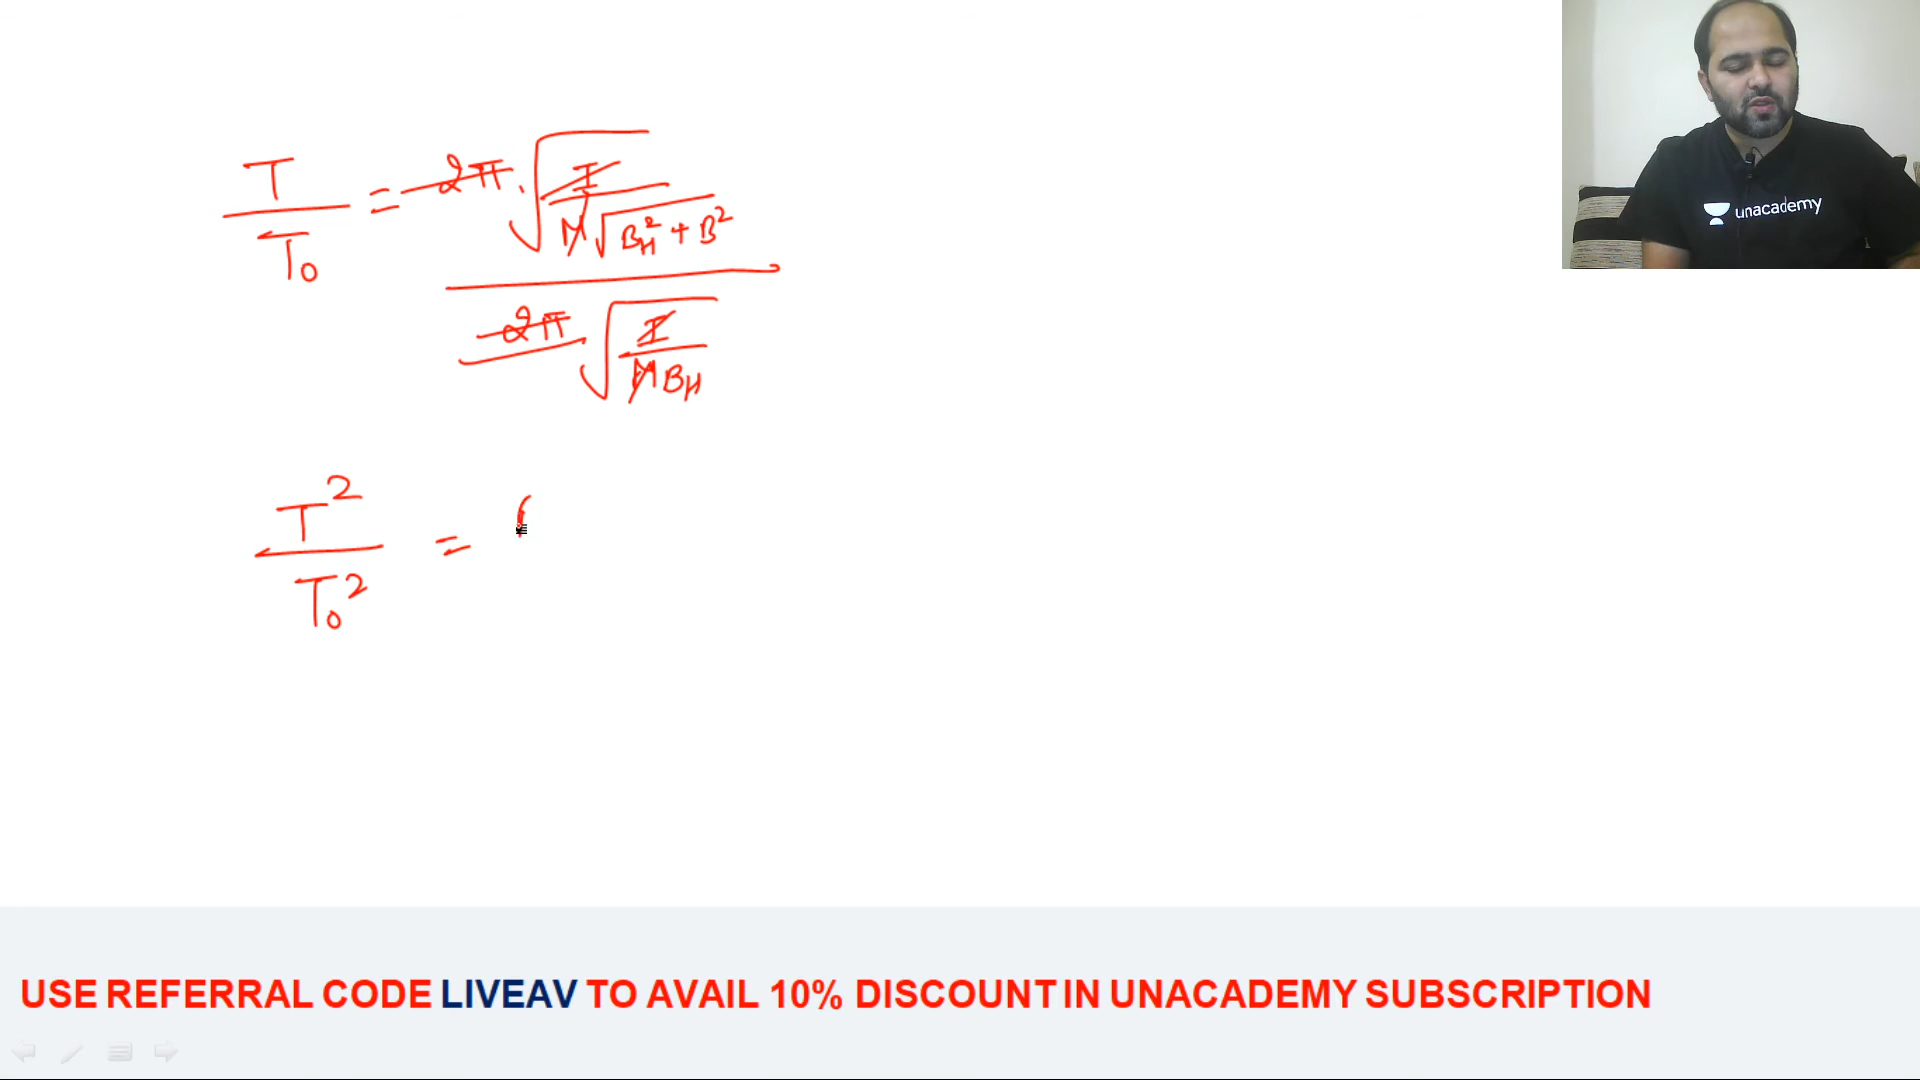 T/T₀ = 2π·√(I/(M√(B_H² + B²))) / 2π√(I/(MB_H))
unacademy
T²/T₀² =
USE REFERRAL CODE LIVEAV TO AVAIL 10% DISCOUNT IN UNACADEMY SUBSCRIPTION